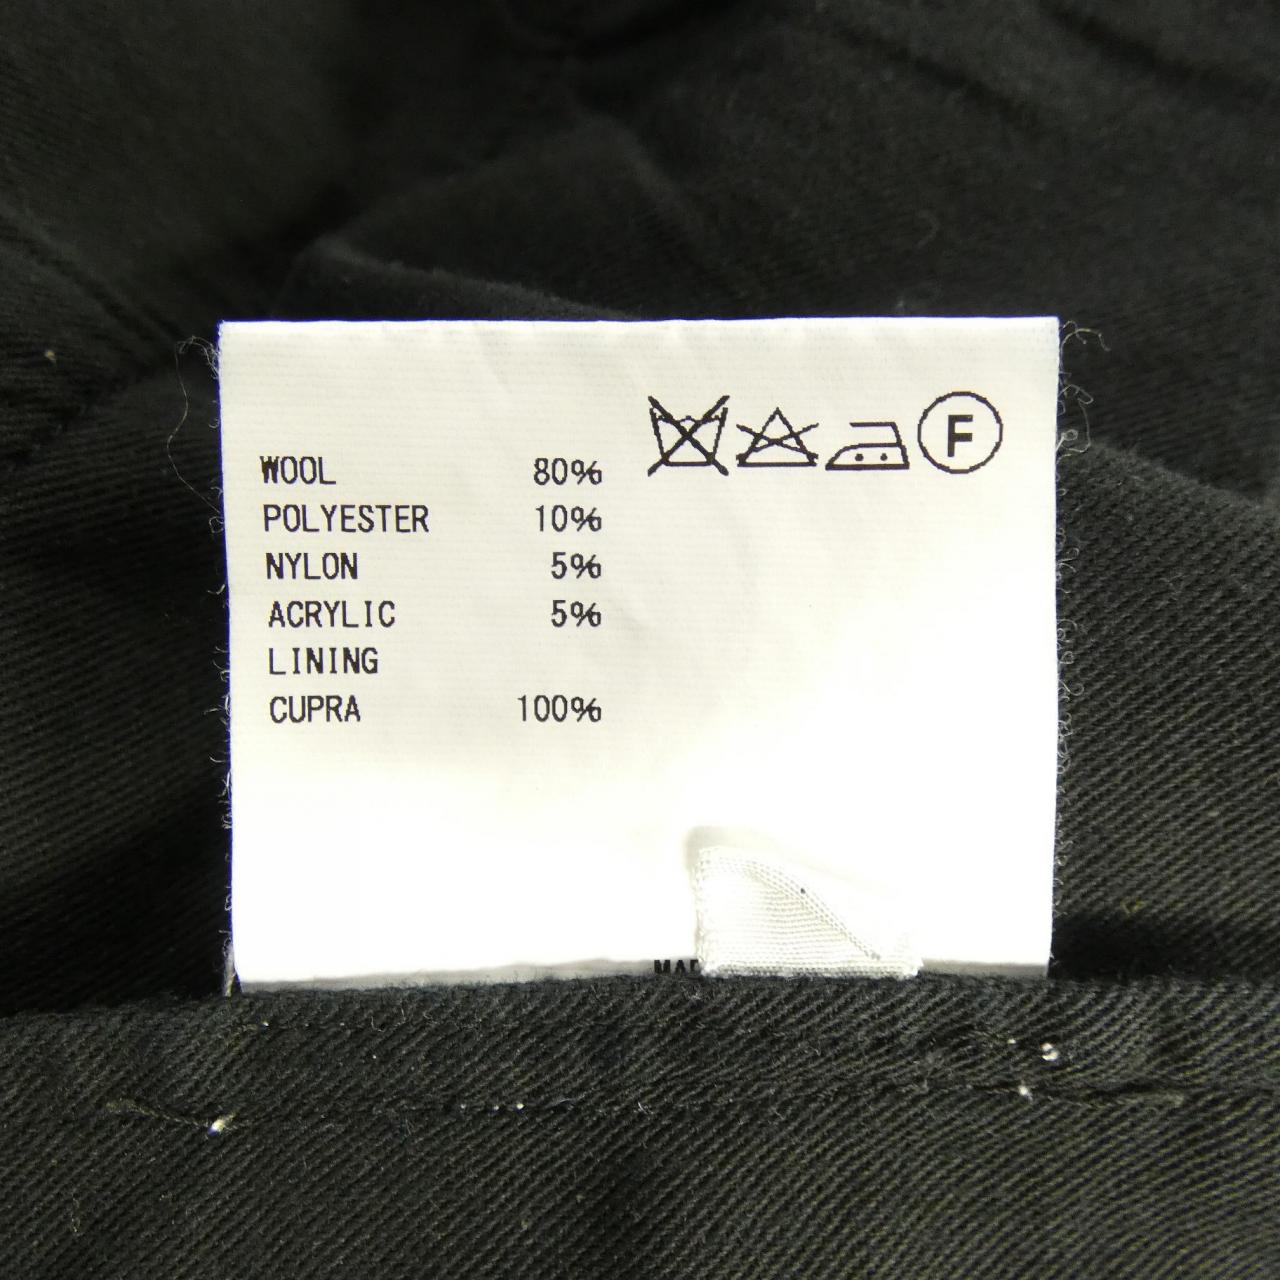 WOOL 80%
POLYESTER 10%
NYLON 5%
ACRYLIC 5%
LINING
CUPRA 100%
F